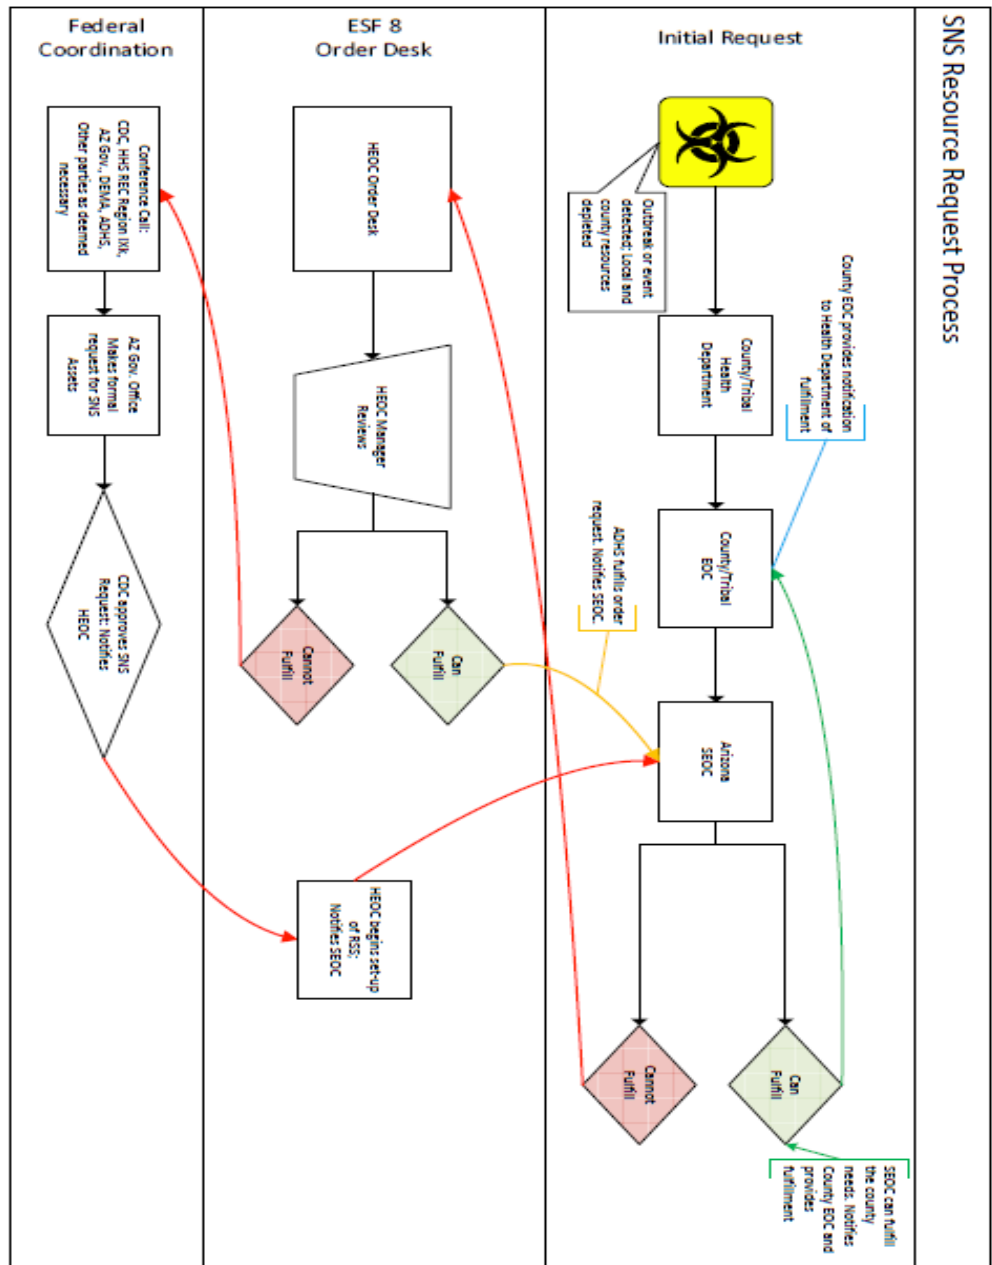 SNS Resource Request Process
Initial Request
Outbreak or event
detected; Local and
county resources
depleted
County/Tribal
Health
Department
County EOC provides notification
to Health Department of
fulfillment
County/Tribal
EOC
ADHS fulfills order
request. Notifies SEOC.
Arizona
SEOC
Can
Fulfill
Cannot
Fulfill
SEOC can fulfill
the county
needs. Notifies
County EOC and
provides
fulfillment
ESF 8
Order Desk
HEOC Order Desk
HEOC Manager
Reviews
Can
Fulfill
Cannot
Fulfill
HEOC begins set-up
of RSS;
Notifies SEOC
Federal
Coordination
Conference Call:
CDC, HHS REC Region IXk,
AZ Gov., DEMA, ADHS,
Other parties as deemed
necessary
AZ Gov. Office
Makes formal
request for SNS
Assets
CDC approves SNS
Request: Notifies
HEOC